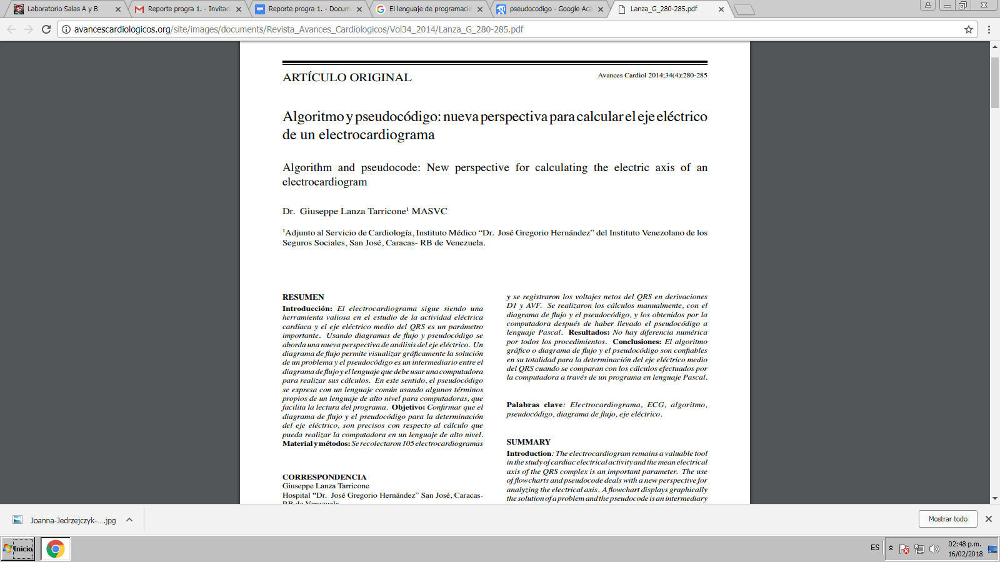 Laboratorio Salas A y B
Reporte progra 1. - Invitac
Reporte progra 1. - Docum
El lenguaje de programació
pseudocodigo - Google Aca
Lanza_G_280-285.pdf
avancescardiologicos.org/site/images/documents/Revista_Avances_Cardiologicos/Vol34_2014/Lanza_G_280-285.pdf
ARTÍCULO ORIGINAL
Avances Cardiol 2014;34(4):280-285
Algoritmo y pseudocódigo: nueva perspectiva para calcular el eje eléctrico
de un electrocardiograma
Algorithm and pseudocode: New perspective for calculating the electric axis of an
electrocardiogram
Dr. Giuseppe Lanza Tarricone¹ MASVC
¹Adjunto al Servicio de Cardiología, Instituto Médico “Dr. José Gregorio Hernández” del Instituto Venezolano de los
Seguros Sociales, San José, Caracas- RB de Venezuela.
RESUMEN
Introducción: El electrocardiograma sigue siendo una
herramienta valiosa en el estudio de la actividad eléctrica
cardíaca y el eje eléctrico medio del QRS es un parámetro
importante. Usando diagramas de flujo y pseudocódigo se
aborda una nueva perspectiva de análisis del eje eléctrico. Un
diagrama de flujo permite visualizar gráficamente la solución
de un problema y el pseudocódigo es un intermediario entre el
diagrama de flujo y el lenguaje que debe usar una computadora
para realizar sus cálculos. En este sentido, el pseudocódigo
se expresa con un lenguaje común usando algunos términos
propios de un lenguaje de alto nivel para computadoras, que
facilita la lectura del programa. Objetivo: Confirmar que el
diagrama de flujo y el pseudocódigo para la determinación
del eje eléctrico, son precisos con respecto al cálculo que
pueda realizar la computadora en un lenguaje de alto nivel.
Material y métodos: Se recolectaron 105 electrocardiogramas
CORRESPONDENCIA
Giuseppe Lanza Tarricone
Hospital “Dr. José Gregorio Hernández” San José, Caracas-
RB de Venezuela
y se registraron los voltajes netos del QRS en derivaciones
D1 y AVF. Se realizaron los cálculos manualmente, con el
diagrama de flujo y el pseudocódigo, y los obtenidos por la
computadora después de haber llevado el pseudocódigo a
lenguaje Pascal. Resultados: No hay diferencia numérica
por todos los procedimientos. Conclusiones: El algoritmo
gráfico o diagrama de flujo y el pseudocódigo son confiables
en su totalidad para la determinación del eje eléctrico medio
del QRS cuando se comparan con los cálculos efectuados por
la computadora a través de un programa en lenguaje Pascal.
Palabras clave: Electrocardiograma, ECG, algoritmo,
pseudocódigo, diagrama de flujo, eje eléctrico.
SUMMARY
Introduction: The electrocardiogram remains a valuable tool
in the study of cardiac electrical activity and the mean electrical
axis of the QRS complex is an important parameter. The use
of flowcharts and pseudocode deals with a new perspective for
analyzing the electrical axis. A flowchart displays graphically
the solution of a problem and the pseudocode is an intermediary
Joanna-Jedrzejczyk-....jpg
Mostrar todo
Inicio
ES
02:48 p.m.
16/02/2018